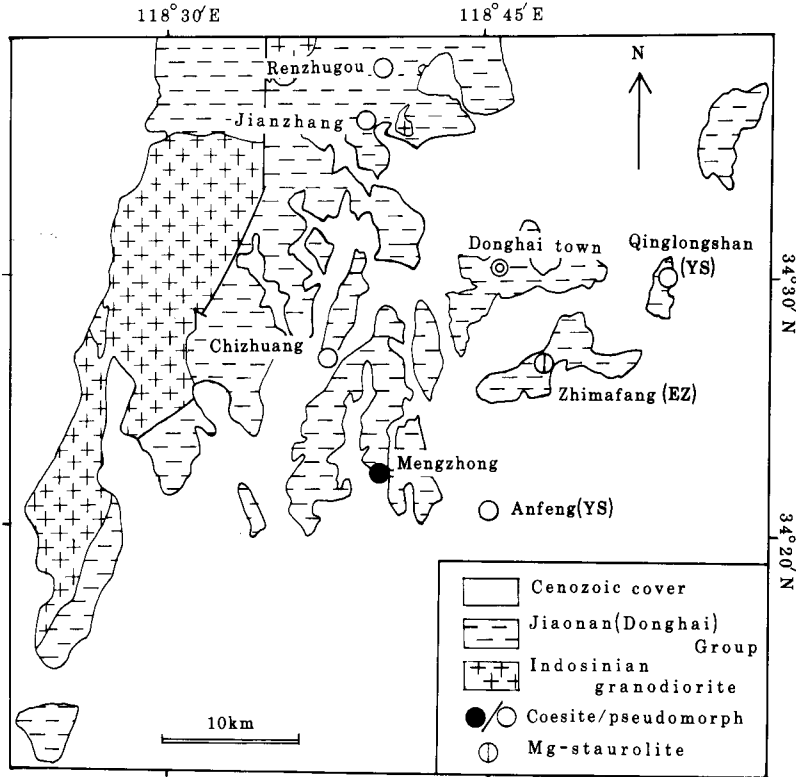 118°30′E
118°45′E
Renzhugou
N
Jianzhang
Donghai town
Qinglongshan
(YS)
34°30′N
Chizhuang
Zhimafang (EZ)
Mengzhong
Anfeng(YS)
34°20′N
Cenozoic cover
Jiaonan(Donghai)
Group
Indosinian
granodiorite
Coesite/pseudomorph
Mg-staurolite
10km